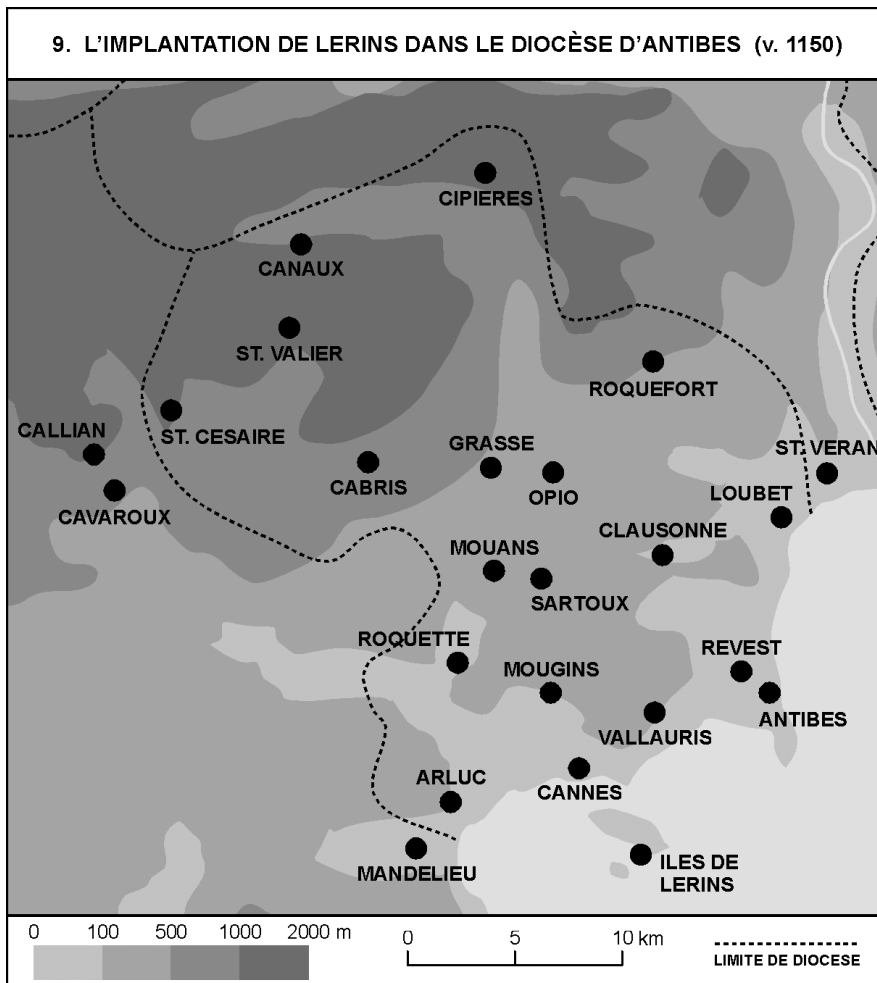 9. L'IMPLANTATION DE LERINS DANS LE DIOCÈSE D'ANTIBES (v. 1150)
CIPIERES
CANAUX
ST. VALIER
ROQUEFORT
CALLIAN
ST. CESAIRE
GRASSE
ST. VERAN
CABRIS
OPIO
LOUBET
CAVAROUX
CLAUSONNE
MOUANS
SARTOUX
ROQUETTE
REVEST
MOUGINS
ANTIBES
VALLAURIS
ARLUC
CANNES
MANDELIEU
ILES DE
LERINS
0 100 500 1000 2000 m
0 5 10 km
LIMITE DE DIOCESE